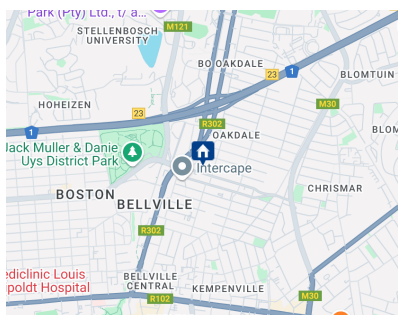 Park (Pty) Ltd., t/ a...
M121
STELLENBOSCH
UNIVERSITY
BO OAKDALE
23
1
BLOMTUIN
HOHEIZEN
23
M30
R302
1
OAKDALE
BLOM
Jack Muller & Danie
Uys District Park
Intercape
CHRISMAR
BOSTON
BELLVILLE
R302
ediclinic Louis
poldt Hospital
BELLVILLE
CENTRAL
KEMPENVILLE
R102
M30